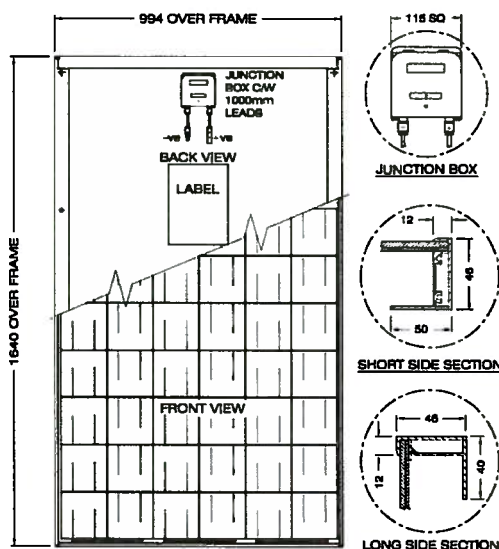 994 OVER FRAME
115 SQ
JUNCTION
BOX C/W
1000mm
LEADS
-VE
+VE
BACK VIEW
LABEL
JUNCTION BOX
1640 OVER FRAME
12
46
50
SHORT SIDE SECTION
FRONT VIEW
46
12
40
LONG SIDE SECTION